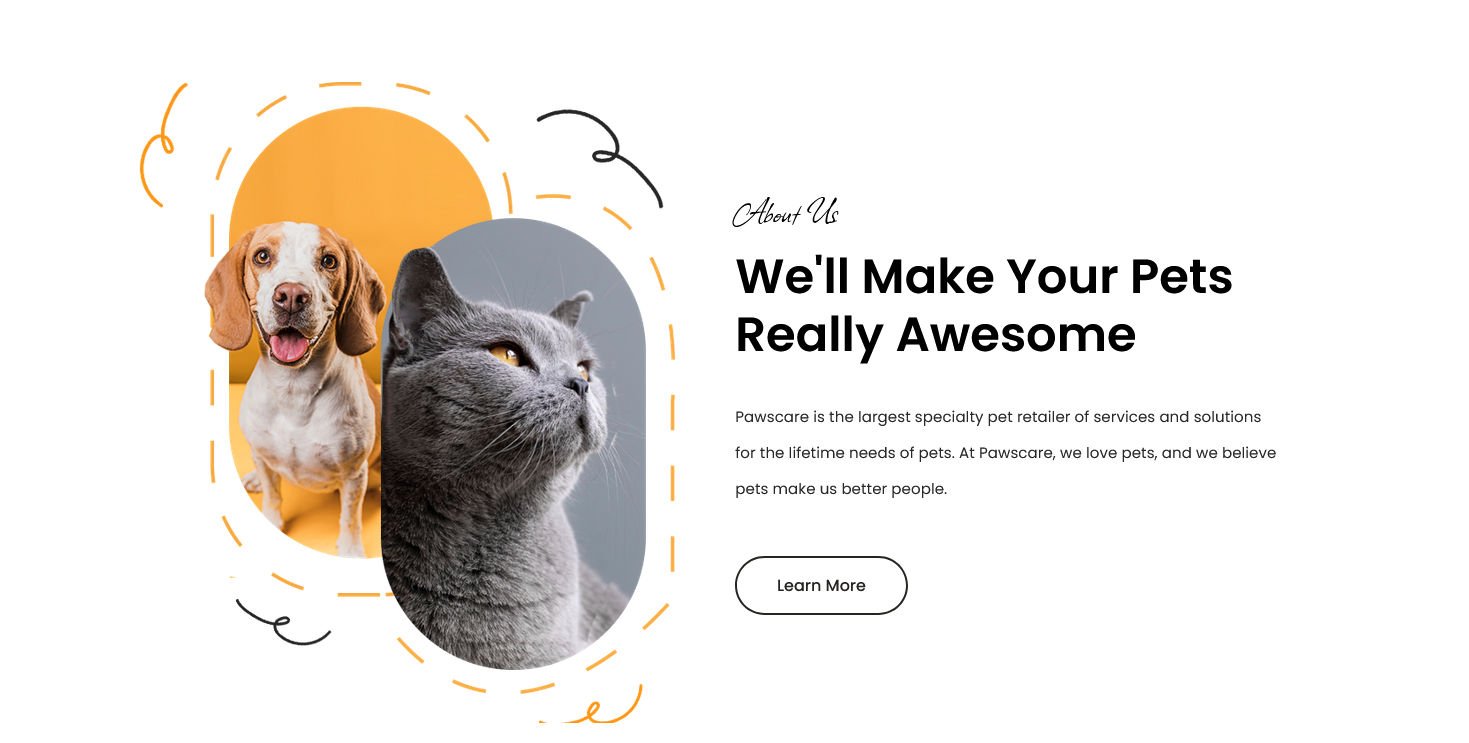 About Us
We'll Make Your Pets
Really Awesome
Pawscare is the largest specialty pet retailer of services and solutions
for the lifetime needs of pets. At Pawscare, we love pets, and we believe
pets make us better people.
Learn More